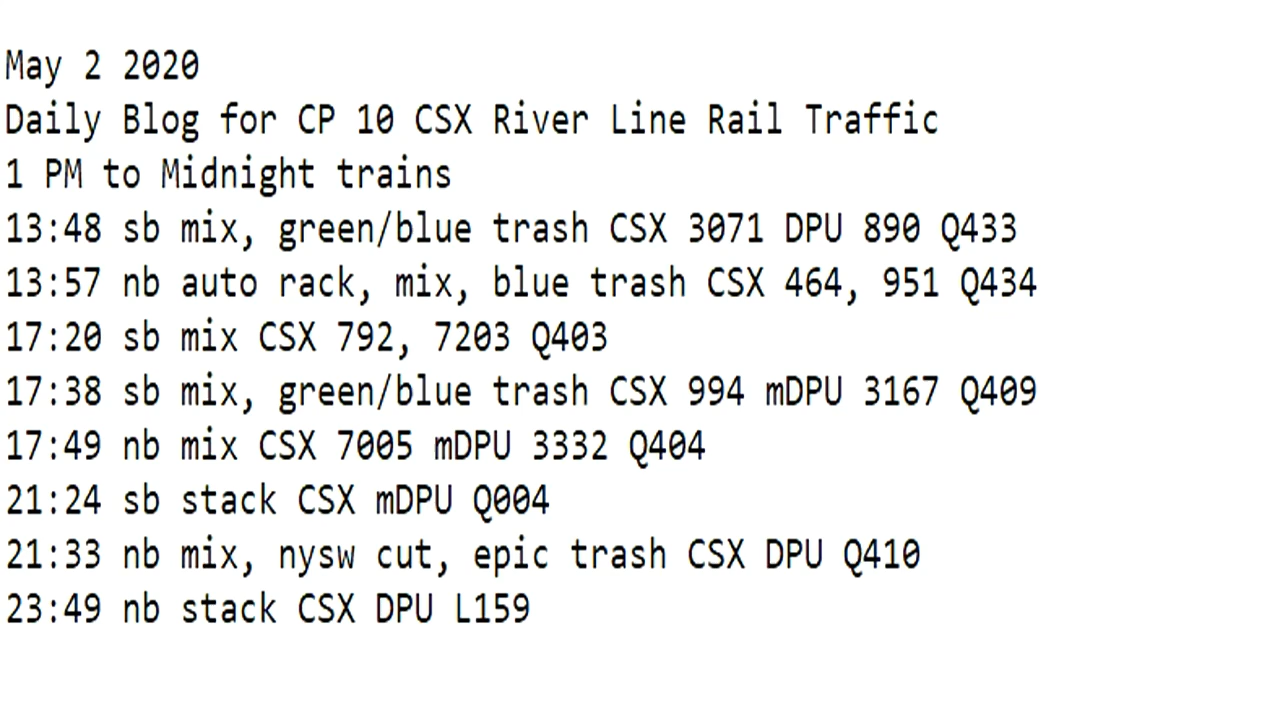 May 2 2020
Daily Blog for CP 10 CSX River Line Rail Traffic
1 PM to Midnight trains
13:48 sb mix, green/blue trash CSX 3071 DPU 890 Q433
13:57 nb auto rack, mix, blue trash CSX 464, 951 Q434
17:20 sb mix CSX 792, 7203 Q403
17:38 sb mix, green/blue trash CSX 994 mDPU 3167 Q409
17:49 nb mix CSX 7005 mDPU 3332 Q404
21:24 sb stack CSX mDPU Q004
21:33 nb mix, nysw cut, epic trash CSX DPU Q410
23:49 nb stack CSX DPU L159